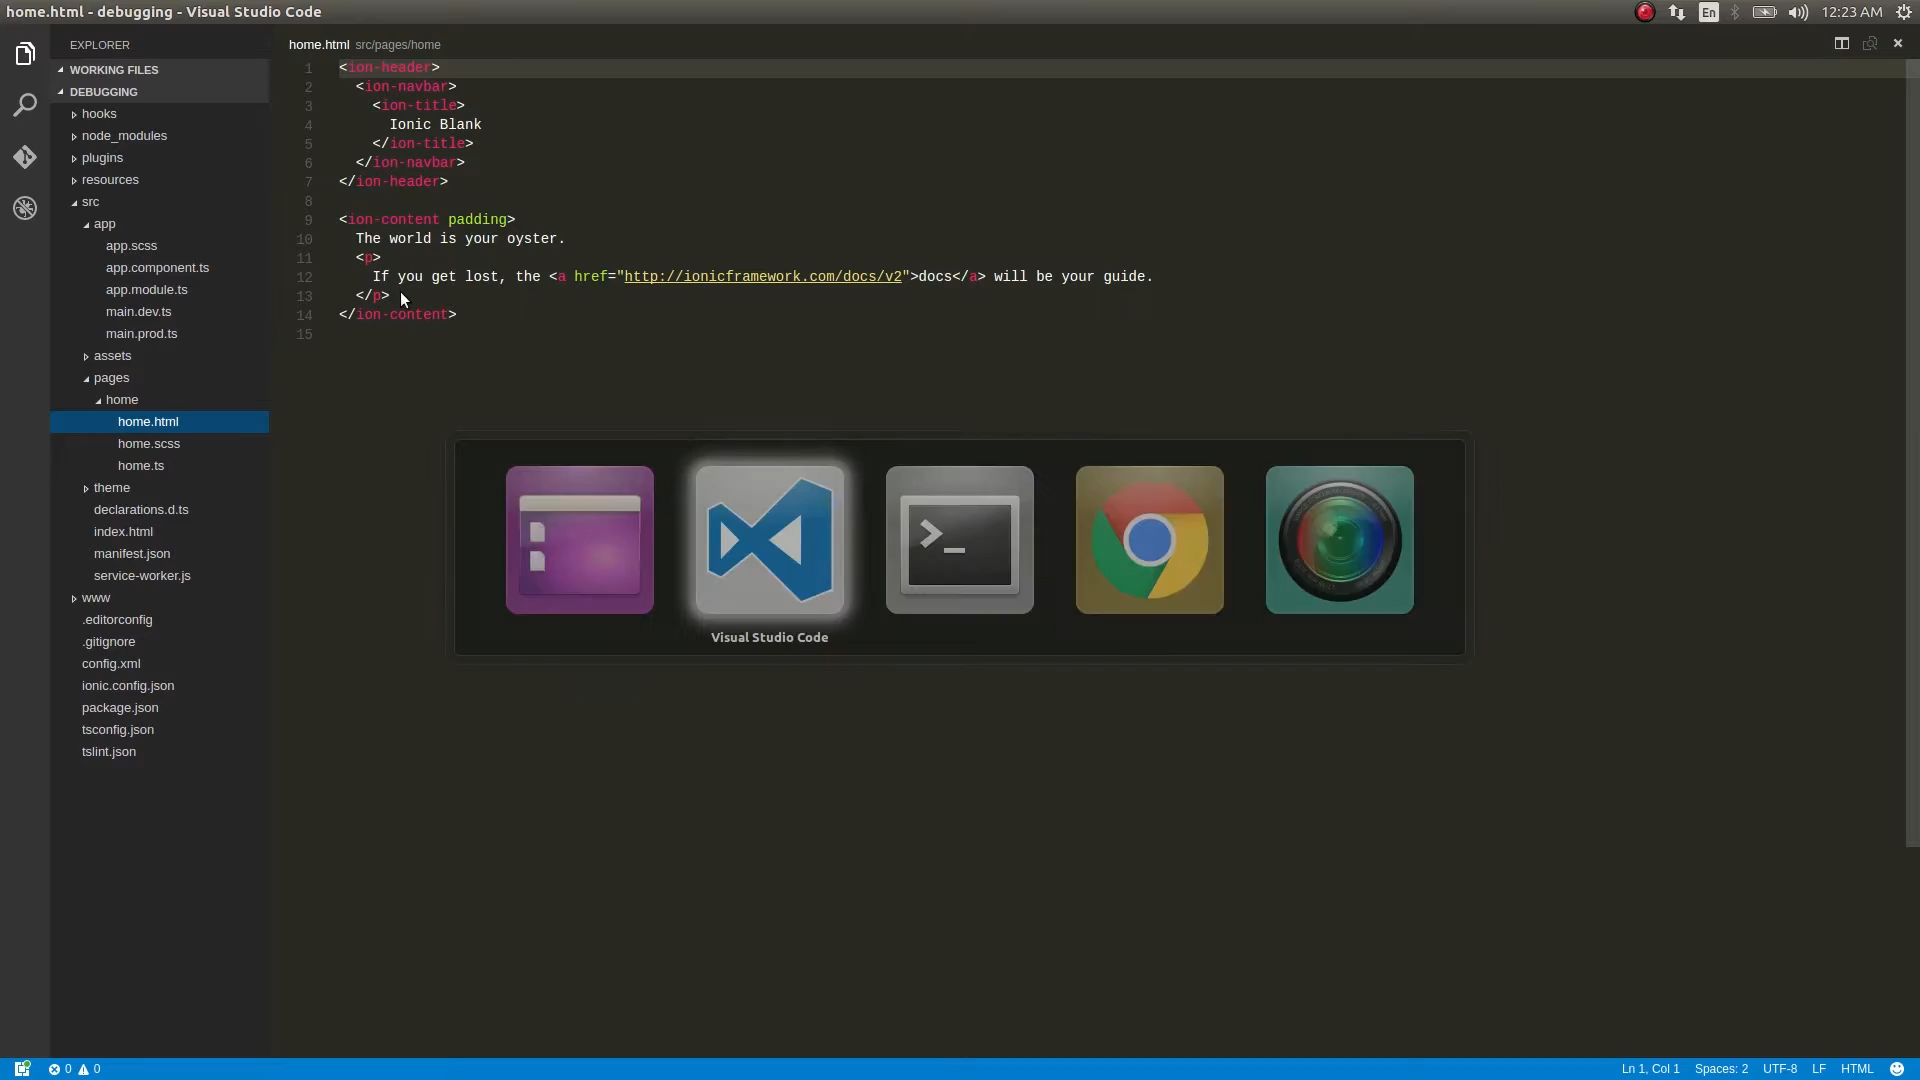 home.html - debugging - Visual Studio Code
En
12:23 AM
EXPLORER
WORKING FILES
DEBUGGING
hooks
node_modules
plugins
resources
src
app
app.scss
app.component.ts
app.module.ts
main.dev.ts
main.prod.ts
assets
pages
home
home.html
home.scss
home.ts
theme
declarations.d.ts
index.html
manifest.json
service-worker.js
www
.editorconfig
.gitignore
config.xml
ionic.config.json
package.json
tsconfig.json
tslint.json
home.html src/pages/home
1 <ion-header>
2 <ion-navbar>
3 <ion-title>
4 Ionic Blank
5 </ion-title>
6 </ion-navbar>
7 </ion-header>
8
9 <ion-content padding>
10 The world is your oyster.
11 <p>
12 If you get lost, the <a href="http://ionicframework.com/docs/v2">docs</a> will be your guide.
13 </p>
14 </ion-content>
15
>_
Visual Studio Code
0 0
Ln 1, Col 1 Spaces: 2 UTF-8 LF HTML